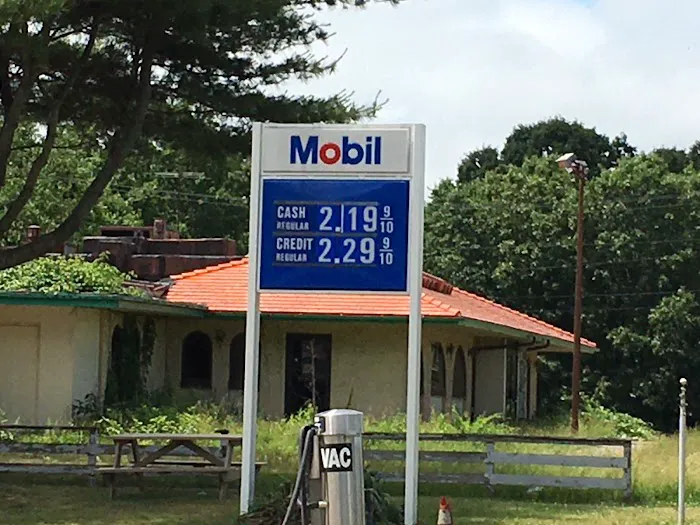 Mobil
CASH REGULAR 2.19 9/10
CREDIT REGULAR 2.29 9/10
VAC